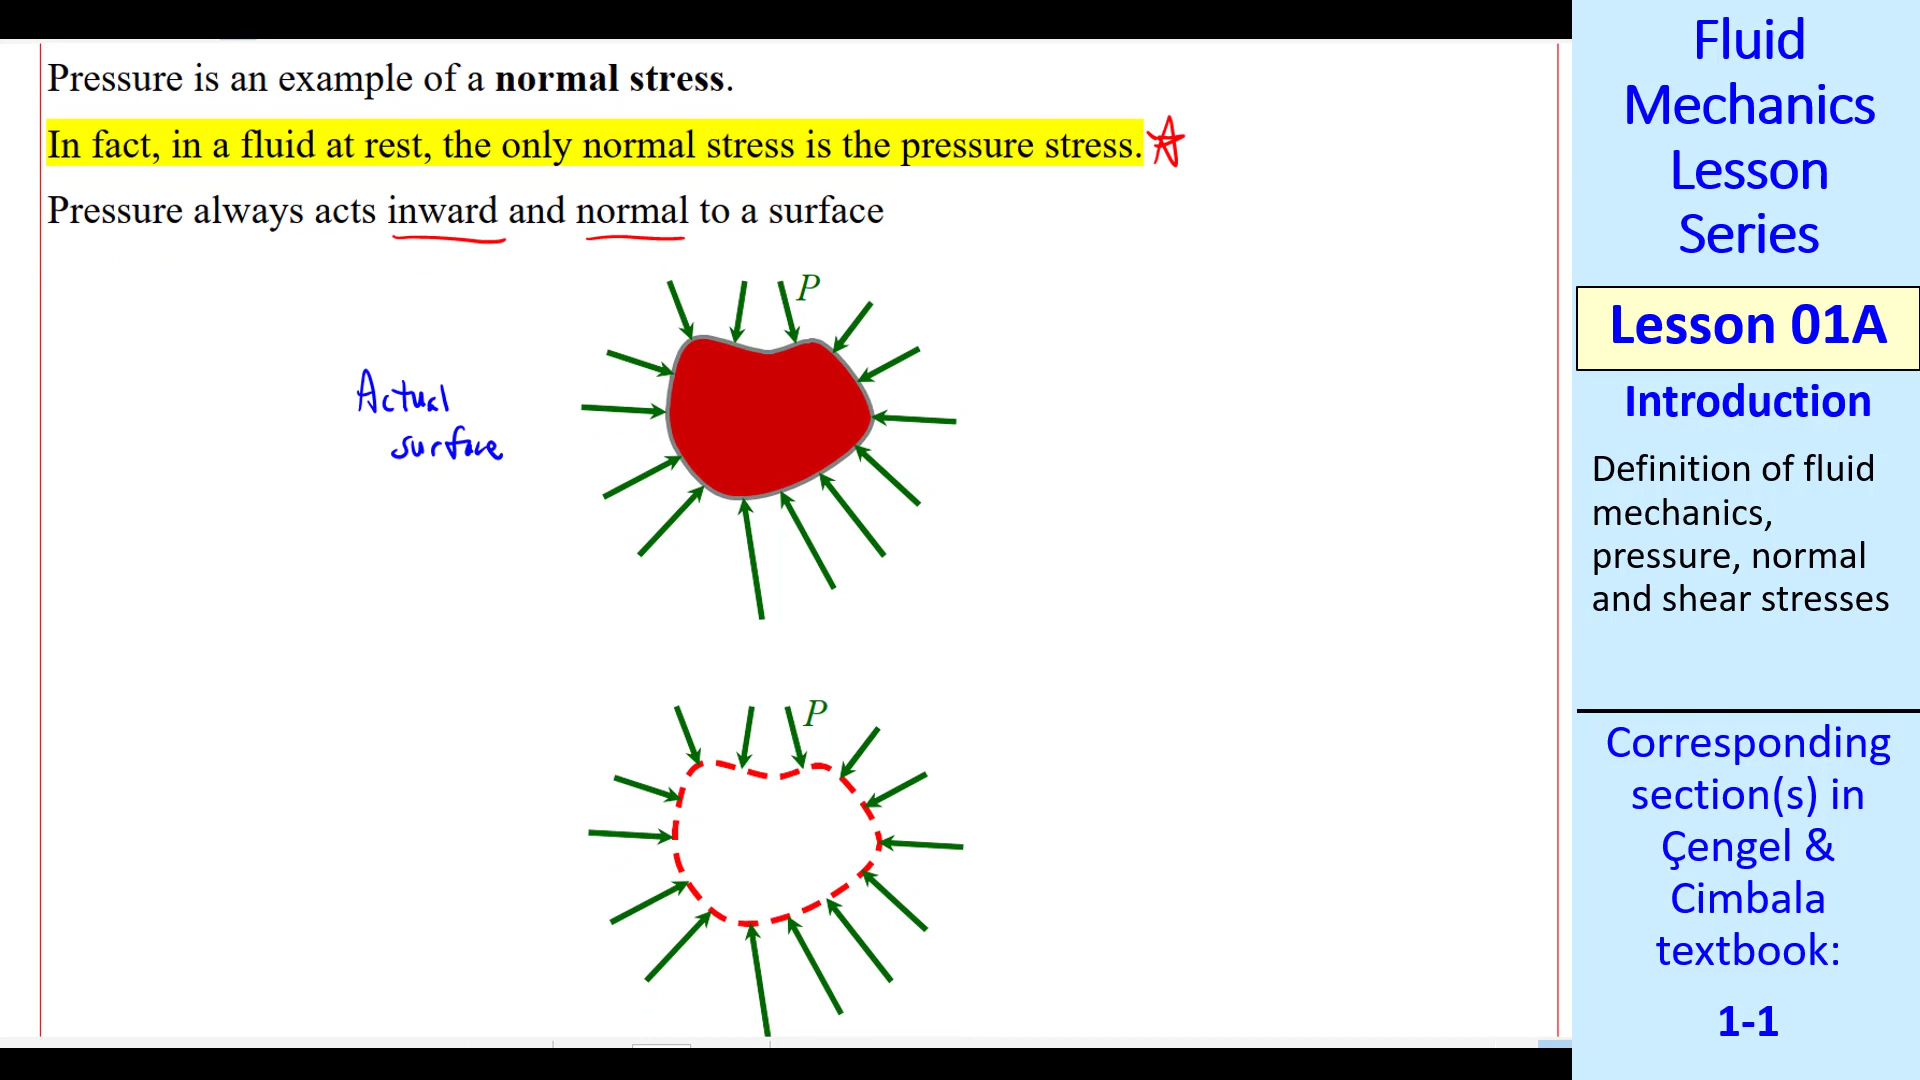 Pressure is an example of a normal stress.
In fact, in a fluid at rest, the only normal stress is the pressure stress.
Pressure always acts inward and normal to a surface
P
Actual
surface
P
Fluid
Mechanics
Lesson
Series
Lesson 01A
Introduction
Definition of fluid
mechanics,
pressure, normal
and shear stresses
Corresponding
section(s) in
Çengel &
Cimbala
textbook:
1-1